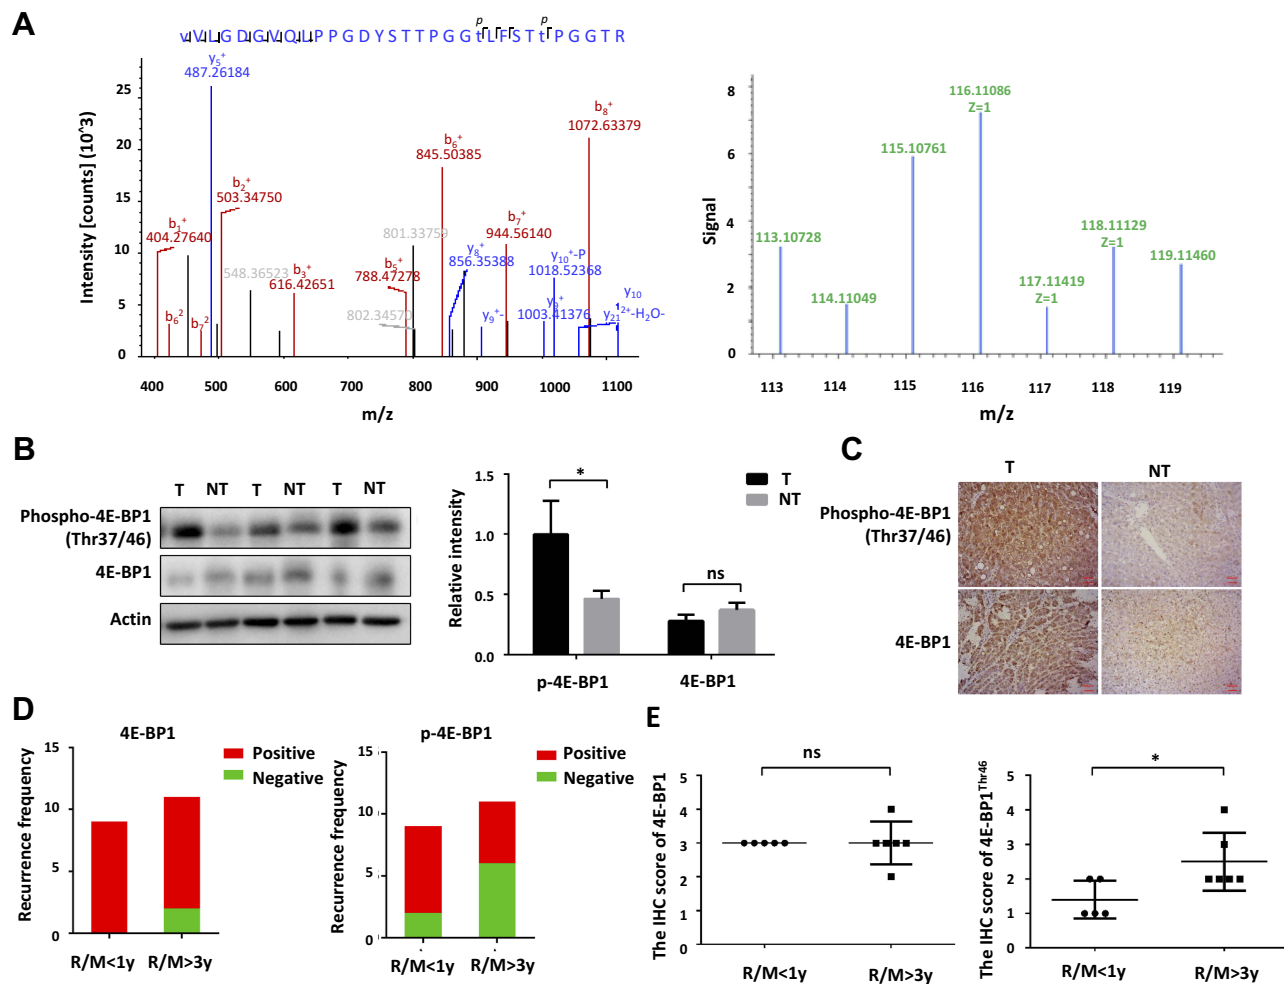 A
vVLGDGVQLPPGDYSTTPGGtLFSTtPGGTR
p
p
Intensity [counts] (10^3)
25
20
15
10
5
0
y5+
487.26184
b1+
404.27640
b2+
503.34750
b3+
616.42651
548.36523
b6 2
b7 2
801.33759
802.34570
b5+
788.47278
b6+
845.50385
y8+
856.35388
b7+
944.56140
y9+-
y9+
1003.41376
y10+-P
1018.52368
b8+
1072.63379
y10
y21 2+-H2O-
400
500
600
700
800
900
1000
1100
m/z
Signal
8
6
4
2
0
113.10728
114.11049
115.10761
116.11086
Z=1
117.11419
Z=1
118.11129
Z=1
119.11460
113
114
115
116
117
118
119
m/z
B
T NT T NT T NT
Phospho-4E-BP1
(Thr37/46)
4E-BP1
Actin
Relative intensity
1.5
1.0
0.5
0.0
*
ns
T
NT
p-4E-BP1
4E-BP1
C
T
NT
Phospho-4E-BP1
(Thr37/46)
4E-BP1
D
4E-BP1
Recurrence frequency
15
10
5
0
Positive
Negative
R/M<1y
R/M>3y
p-4E-BP1
Recurrence frequency
15
10
5
0
Positive
Negative
R/M<1y
R/M>3y
E
The IHC score of 4E-BP1
5
4
3
2
1
0
ns
R/M<1y
R/M>3y
The IHC score of 4E-BP1Thr46
5
4
3
2
1
0
*
R/M<1y
R/M>3y